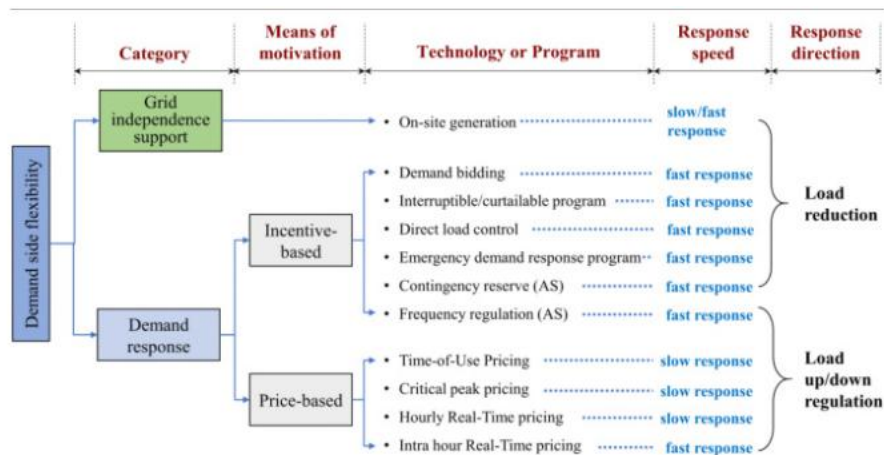 Category
Means of
motivation
Technology or Program
Response
speed
Response
direction
Demand side flexibility
Grid
independence
support
• On-site generation
slow/fast
response
Demand
response
Incentive-
based
• Demand bidding
fast response
• Interruptible/curtailable program
fast response
• Direct load control
fast response
• Emergency demand response program
fast response
• Contingency reserve (AS)
fast response
• Frequency regulation (AS)
fast response
Load
reduction
Price-based
• Time-of-Use Pricing
slow response
• Critical peak pricing
slow response
• Hourly Real-Time pricing
slow response
• Intra hour Real-Time pricing
fast response
Load
up/down
regulation